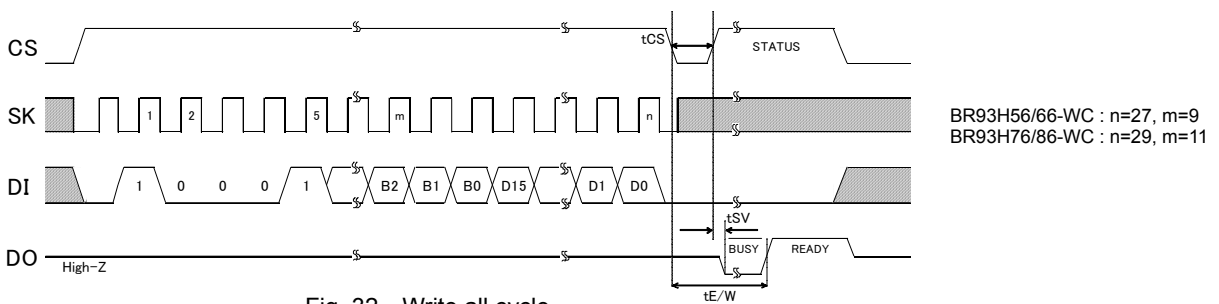 CS
tCS
STATUS
SK
1 2 5 m n
BR93H56/66-WC : n=27, m=9
BR93H76/86-WC : n=29, m=11
DI
1 0 0 0 1 B2 B1 B0 D15 D1 D0
tSV
DO
High-Z
BUSY READY
tE/W
Fig. 32 Write all cycle